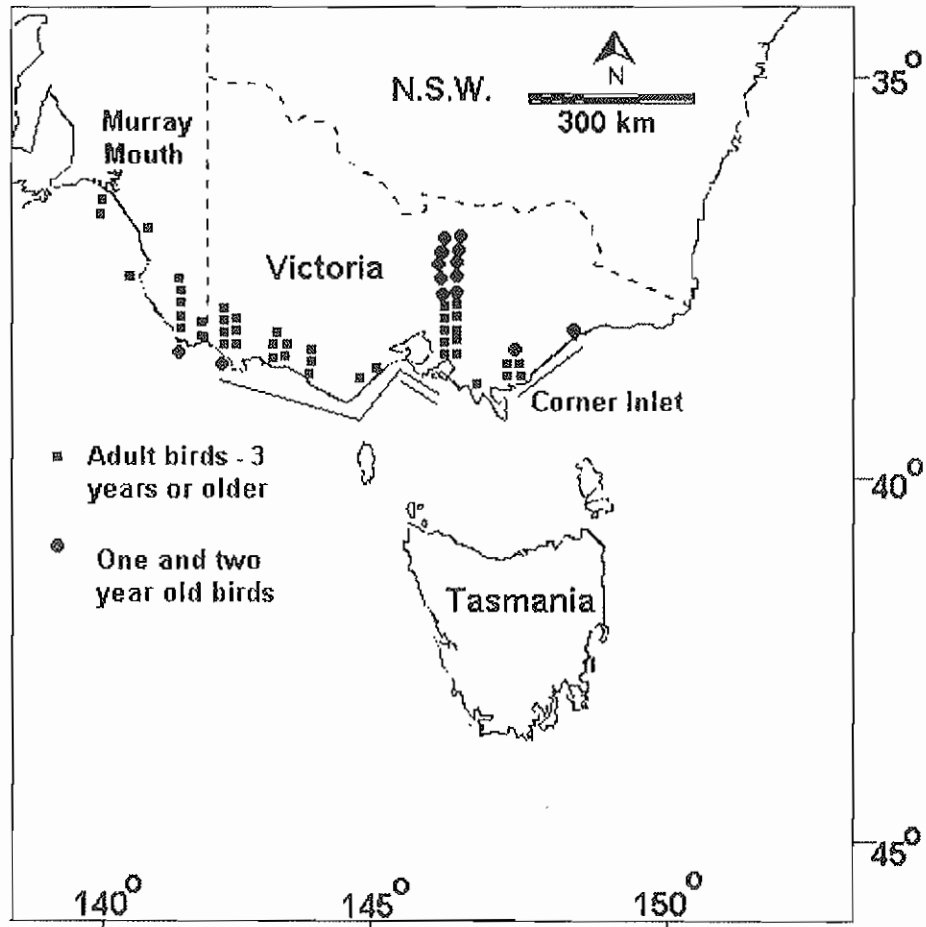 35°
N
N.S.W.
300 km
Murray
Mouth
Victoria
Corner Inlet
Adult birds - 3
years or older
40°
One and two
year old birds
Tasmania
45°
140°
145°
150°